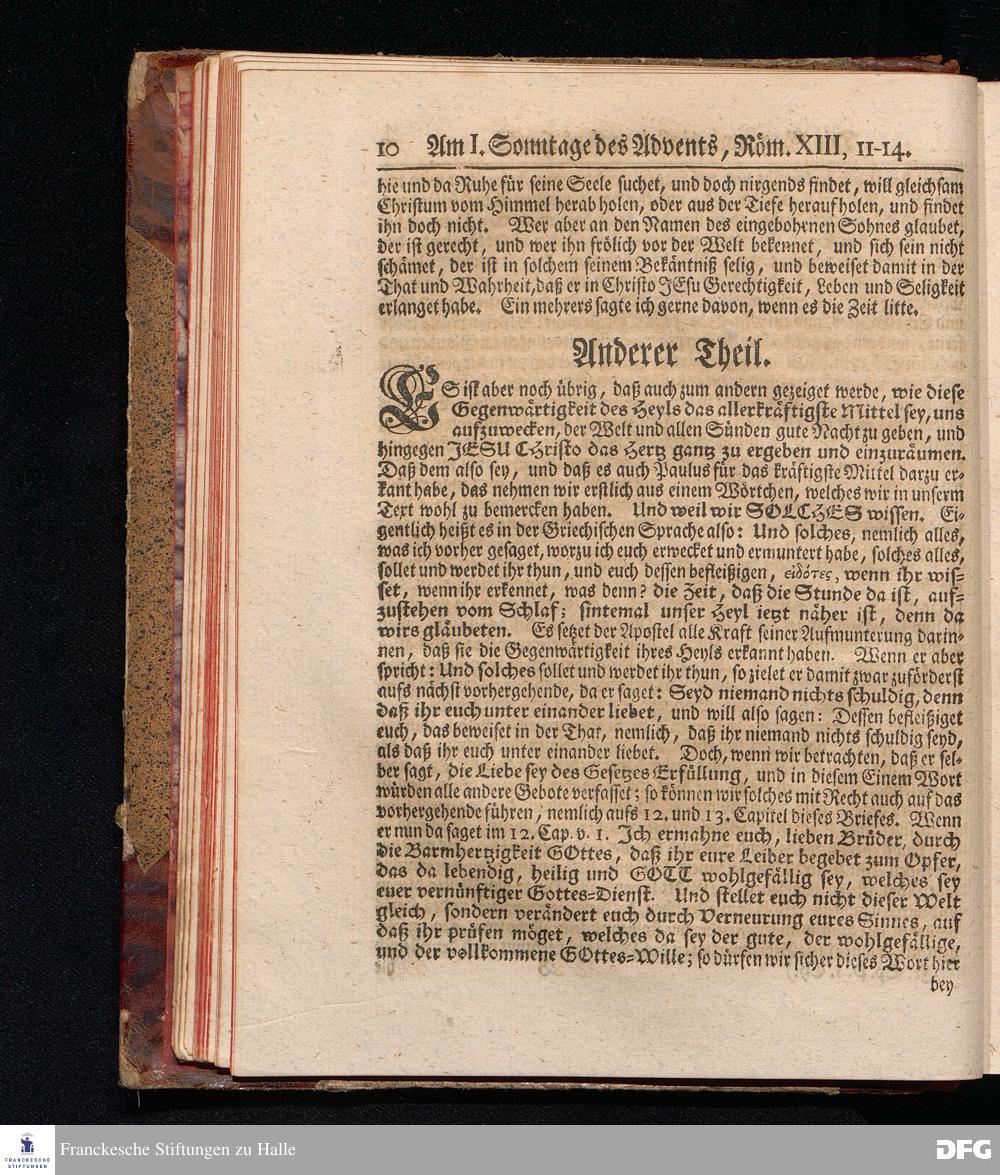 10 Am I. Sonntage des Advents, Röm. XIII, 11-14.
hie und da Ruhe für seine Seele suchet, und doch nirgends findet, will gleichsam
Christum vom Himmel herab holen, oder aus der Tiefe herauf holen, und findet
ihn doch nicht. Wer aber an den Namen des eingebohrnen Sohnes glaubet,
der ist gerecht, und wer ihn frölich vor der Welt bekennet, und sich sein nicht
schämet, der ist in solchem seinem Bekäntniß selig, und beweiset damit in der
That und Wahrheit, daß er in Christo JEsu Gerechtigkeit, Leben und Seligkeit
erlanget habe. Ein mehrers sagte ich gerne davon, wenn es die Zeit litte.
Anderer Theil.
ES ist aber noch übrig, daß auch zum andern gezeiget werde, wie diese
Gegenwärtigkeit des Heyls das allerkräftigste Mittel sey, uns
aufzuwecken, der Welt und allen Sünden gute Nacht zu geben, und
hingegen JESU CHristo das Hertz gantz zu ergeben und einzuräumen.
Daß dem also sey, und daß es auch Paulus für das kräftigste Mittel darzu er-
kant habe, das nehmen wir erstlich aus einem Wörtchen, welches wir in unserm
Text wohl zu bemercken haben. Und weil wir SOLCHES wissen. Ei-
gentlich heißt es in der Griechischen Sprache also: Und solches, nemlich alles,
was ich vorher gesaget, worzu ich euch erwecket und ermuntert habe, solches alles,
sollet und werdet ihr thun, und euch dessen befleißigen, εἰδότες, wenn ihr wis-
set, wenn ihr erkennet, was denn? die Zeit, daß die Stunde da ist, auf-
zustehen vom Schlaf; sintemal unser Heyl ietzt näher ist, denn da
wirs gläubeten. Es setzet der Apostel alle Kraft seiner Aufmunterung darin-
nen, daß sie die Gegenwärtigkeit ihres Heyls erkannt haben. Wenn er aber
spricht: Und solches sollet und werdet ihr thun, so zielet er damit zwar zuförderst
aufs nächst vorhergehende, da er saget: Seyd niemand nichts schuldig, denn
daß ihr euch unter einander liebet, und will also sagen: Dessen befleißiget
euch, das beweiset in der That, nemlich, daß ihr niemand nichts schuldig seyd,
als daß ihr euch unter einander liebet. Doch, wenn wir betrachten, daß er sel-
ber sagt, die Liebe sey des Gesetzes Erfüllung, und in diesem Einem Wort
würden alle andere Gebote verfasset; so können wir solches mit Recht auch auf das
vorhergehende führen, nemlich aufs 12. und 13. Capitel dieses Briefes. Wenn
er nun da saget im 12. Cap. v. 1. Ich ermahne euch, lieben Brüder, durch
die Barmhertzigkeit GOttes, daß ihr eure Leiber begebet zum Opfer,
das da lebendig, heilig und GOTT wohlgefällig sey, welches sey
euer vernünftiger Gottes-Dienst. Und stellet euch nicht dieser Welt
gleich, sondern verändert euch durch Verneurung eures Sinnes, auf
daß ihr prüfen möget, welches da sey der gute, der wohlgefällige,
und der vollkommene GOttes-Wille; so dürfen wir sicher dieses Wort hier
bey
FRANCKESCHE
STIFTUNGEN
Franckesche Stiftungen zu Halle
DFG